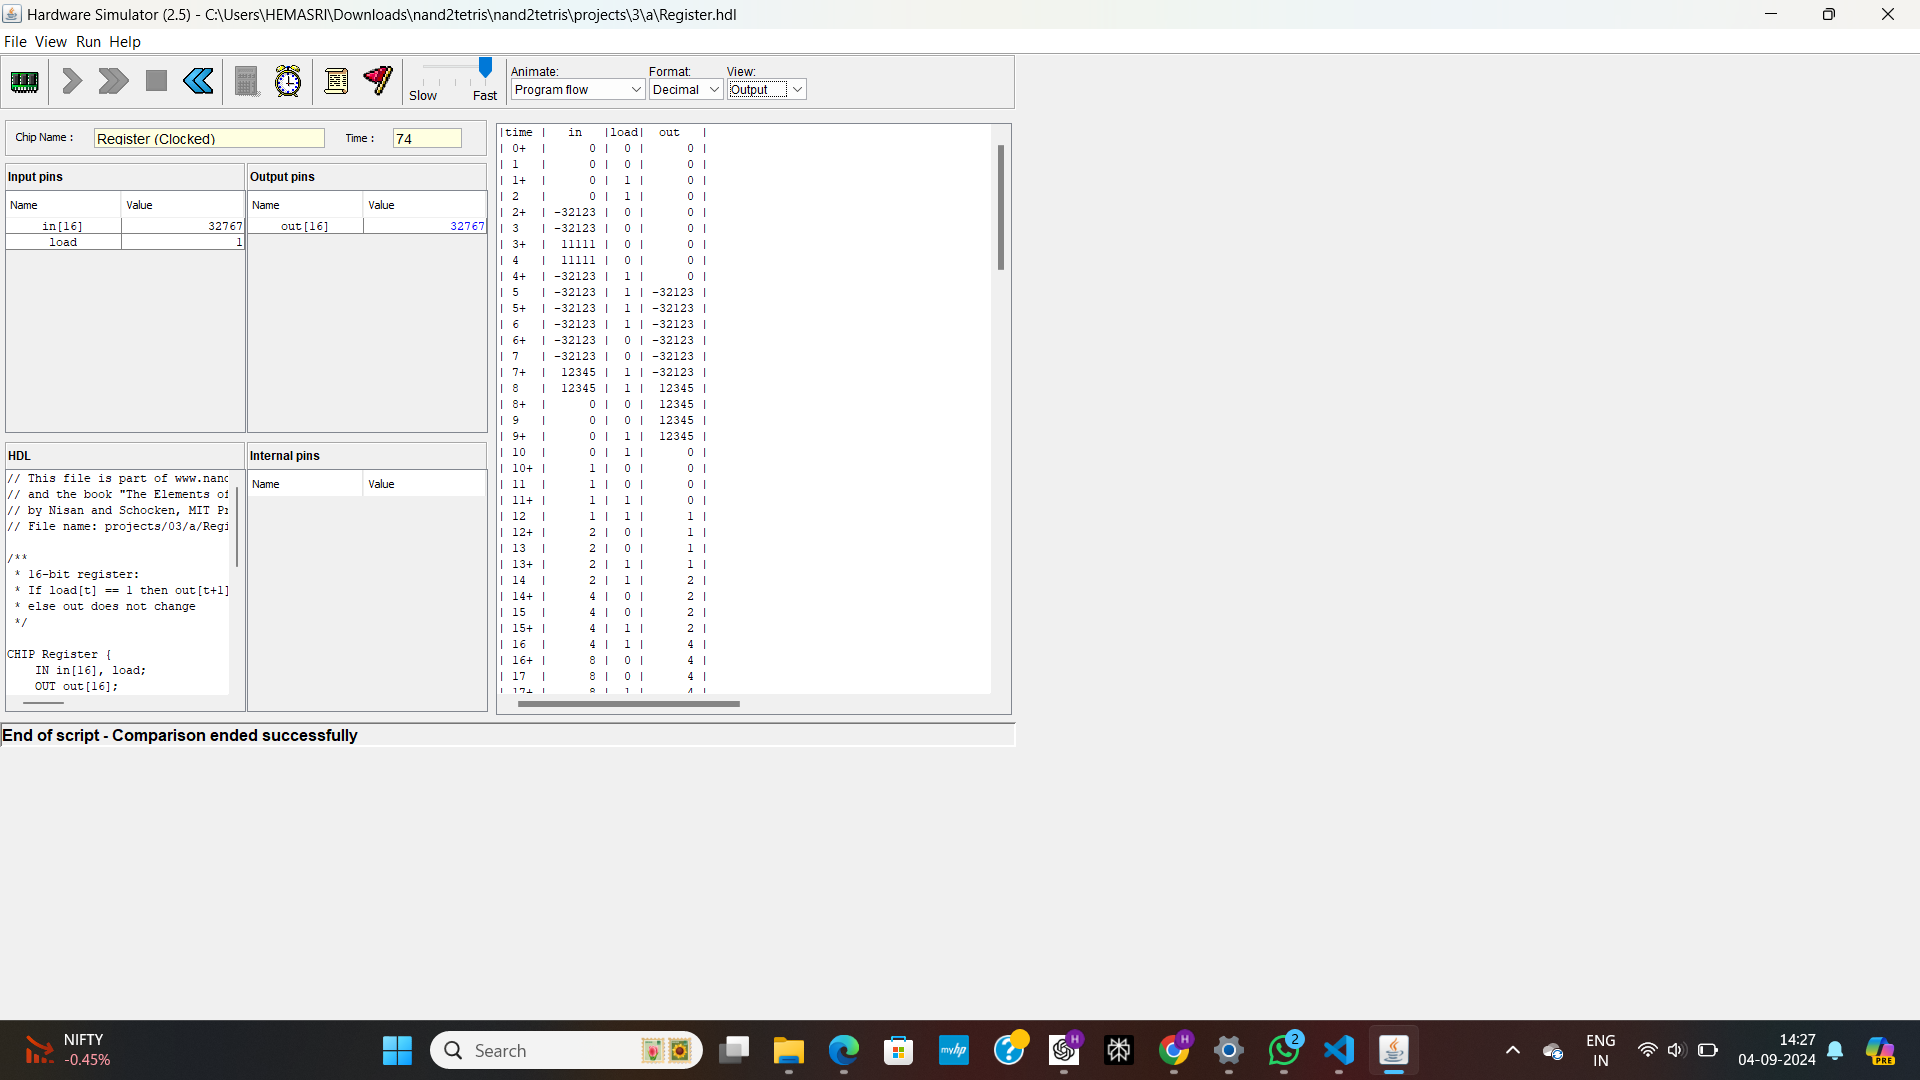 Hardware Simulator (2.5) - C:\Users\HEMASRI\Downloads\nand2tetris\nand2tetris\projects\3\a\Register.hdl
File View Run Help
Slow Fast
Animate: Format: View:
Program flow Decimal Output
Chip Name : Register (Clocked) Time : 74
Input pins
Name Value
in[16] 32767
load 1
Output pins
Name Value
out[16] 32767
HDL
// This file is part of www.nand
// and the book "The Elements of
// by Nisan and Schocken, MIT Pr
// File name: projects/03/a/Regi
/**
* 16-bit register:
* If load[t] == 1 then out[t+1]
* else out does not change
*/
CHIP Register {
IN in[16], load;
OUT out[16];
Internal pins
Name Value
|time | in |load| out |
| 0+ | 0 | 0 | 0 |
| 1 | 0 | 0 | 0 |
| 1+ | 0 | 1 | 0 |
| 2 | 0 | 1 | 0 |
| 2+ | -32123 | 0 | 0 |
| 3 | -32123 | 0 | 0 |
| 3+ | 11111 | 0 | 0 |
| 4 | 11111 | 0 | 0 |
| 4+ | -32123 | 1 | 0 |
| 5 | -32123 | 1 | -32123 |
| 5+ | -32123 | 1 | -32123 |
| 6 | -32123 | 1 | -32123 |
| 6+ | -32123 | 0 | -32123 |
| 7 | -32123 | 0 | -32123 |
| 7+ | 12345 | 1 | -32123 |
| 8 | 12345 | 1 | 12345 |
| 8+ | 0 | 0 | 12345 |
| 9 | 0 | 0 | 12345 |
| 9+ | 0 | 1 | 12345 |
| 10 | 0 | 1 | 0 |
| 10+ | 1 | 0 | 0 |
| 11 | 1 | 0 | 0 |
| 11+ | 1 | 1 | 0 |
| 12 | 1 | 1 | 1 |
| 12+ | 2 | 0 | 1 |
| 13 | 2 | 0 | 1 |
| 13+ | 2 | 1 | 1 |
| 14 | 2 | 1 | 2 |
| 14+ | 4 | 0 | 2 |
| 15 | 4 | 0 | 2 |
| 15+ | 4 | 1 | 2 |
| 16 | 4 | 1 | 4 |
| 16+ | 8 | 0 | 4 |
| 17 | 8 | 0 | 4 |
| 17+ | 8 | 1 | 4 |
End of script - Comparison ended successfully
NIFTY
-0.45%
Search
myhp
H
H
2
ENG
IN
14:27
04-09-2024
PRE